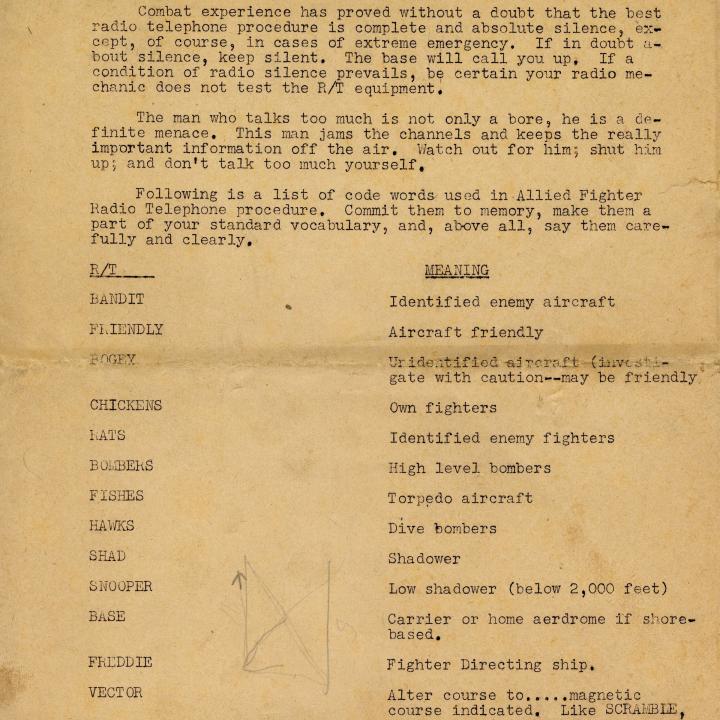 Combat experience has proved without a doubt that the best
radio telephone procedure is complete and absolute silence, ex-
cept, of course, in cases of extreme emergency. If in doubt a-
bout silence, keep silent. The base will call you up. If a
condition of radio silence prevails, be certain your radio me-
chanic does not test the R/T equipment.
The man who talks too much is not only a bore, he is a de-
finite menace. This man jams the channels and keeps the really
important information off the air. Watch out for him; shut him
up; and don't talk too much yourself.
Following is a list of code words used in Allied Fighter
Radio Telephone procedure. Commit them to memory, make them a
part of your standard vocabulary, and, above all, say them care-
fully and clearly.
R/T MEANING
BANDIT Identified enemy aircraft
FRIENDLY Aircraft friendly
BOGEY Unidentified aircraft (investi-
gate with caution--may be friendly
CHICKENS Own fighters
RATS Identified enemy fighters
BOMBERS High level bombers
FISHES Torpedo aircraft
HAWKS Dive bombers
SHAD Shadower
SNOOPER Low shadower (below 2,000 feet)
BASE Carrier or home aerdrome if shore-
based.
FREDDIE Fighter Directing ship.
VECTOR Alter course to.....magnetic
course indicated. Like SCRAMBLE,